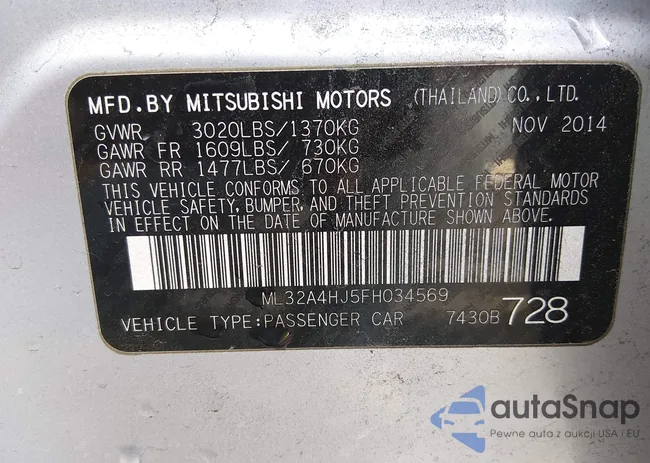 MFD.BY MITSUBISHI MOTORS (THAILAND)CO.,LTD.
GVWR 3020LBS/1370KG NOV 2014
GAWR FR 1609LBS/ 730KG
GAWR RR 1477LBS/ 670KG
THIS VEHICLE CONFORMS TO ALL APPLICABLE FEDERAL MOTOR
VEHICLE SAFETY, BUMPER, AND THEFT PREVENTION STANDARDS
IN EFFECT ON THE DATE OF MANUFACTURE SHOWN ABOVE.
ML32A4HJ5FH034569
VEHICLE TYPE:PASSENGER CAR 7430B 728
autaSnap
Pewne auta z aukcji USA i EU